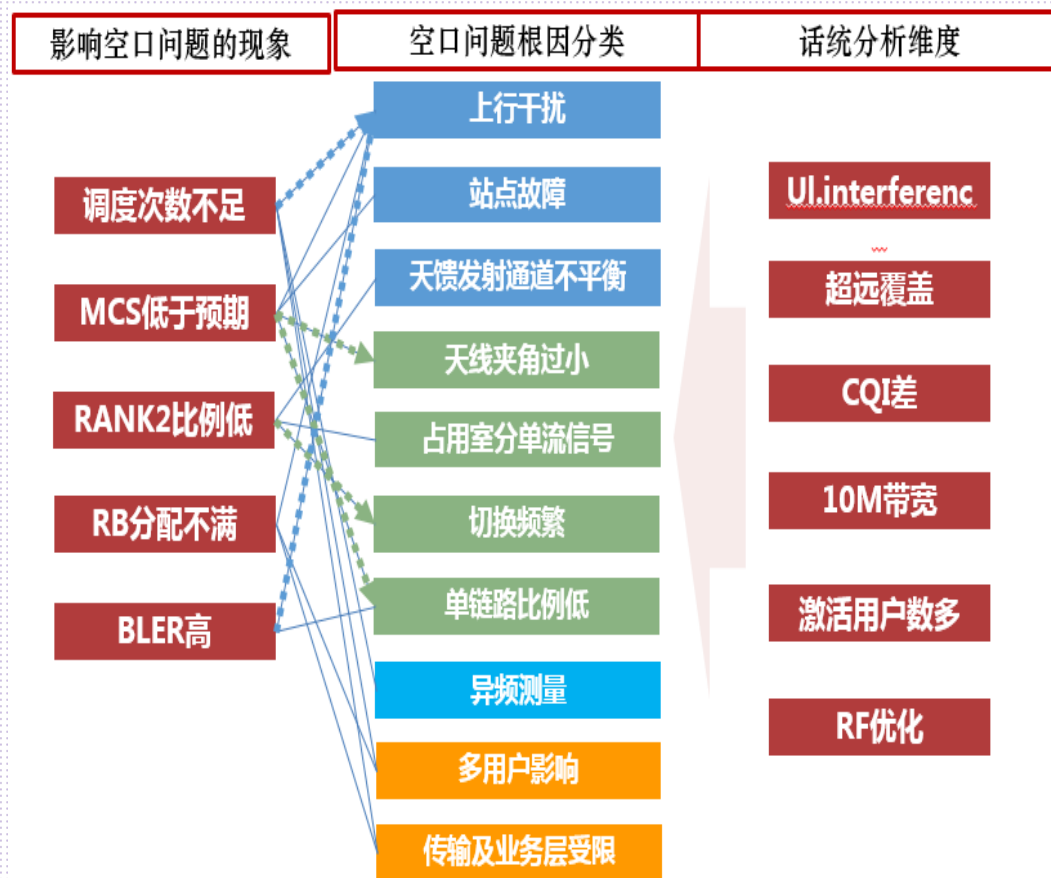 影响空口问题的现象
空口问题根因分类
话统分析维度
调度次数不足
MCS低于预期
RANK2比例低
RB分配不满
BLER高
上行干扰
站点故障
天馈发射通道不平衡
天线夹角过小
占用室分单流信号
切换频繁
单链路比例低
异频测量
多用户影响
传输及业务层受限
Ul.interferenc
超远覆盖
CQI差
10M带宽
激活用户数多
RF优化